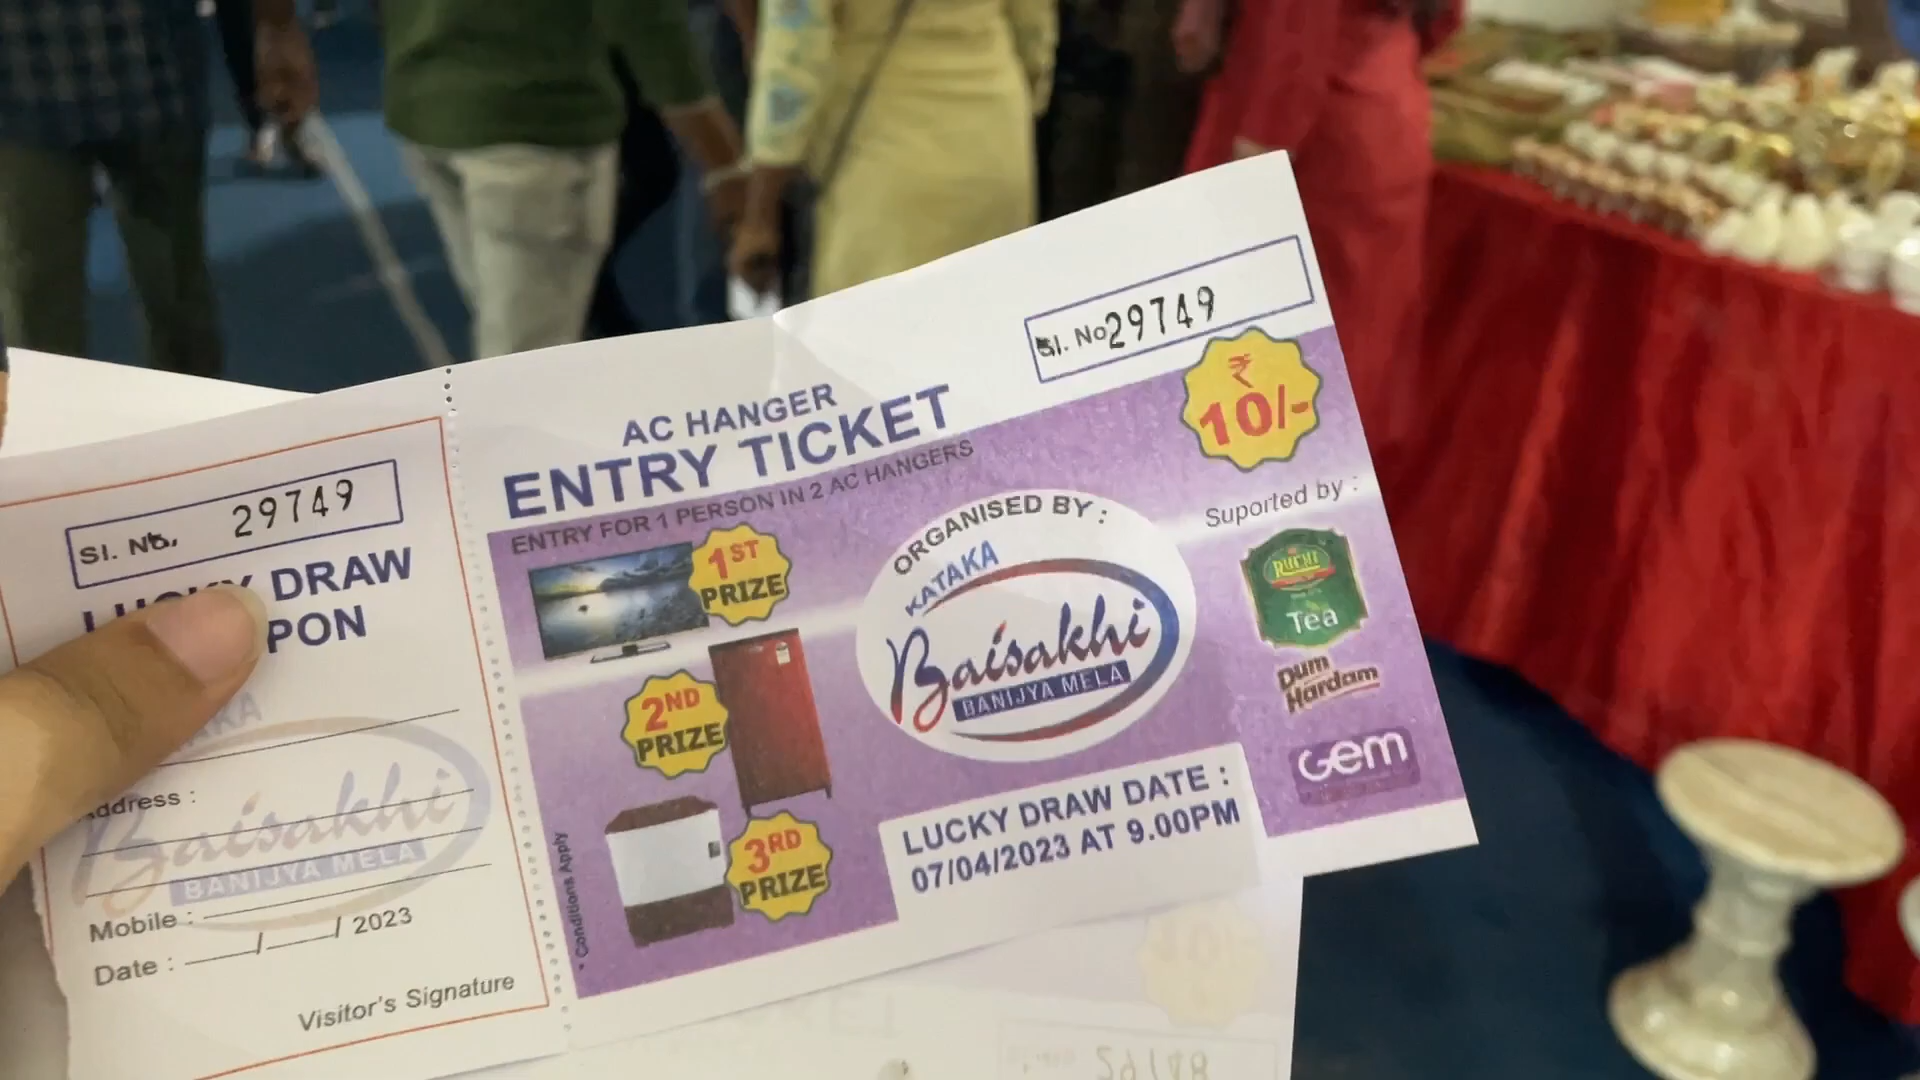 Sl. No. 29749
DRAW
PON
Address :
Baisakhi
BANIJYA MELA
Mobile :
Date : ____/____/ 2023
Visitor's Signature
Sl. No 29749
₹
10/-
AC HANGER
ENTRY TICKET
ENTRY FOR 1 PERSON IN 2 AC HANGERS
1ST
PRIZE
2ND
PRIZE
3RD
PRIZE
* Conditions Apply
ORGANISED BY :
KATAKA
Baisakhi
BANIJYA MELA
LUCKY DRAW DATE :
07/04/2023 AT 9.00PM
Suported by :
RUCHI
Tea
Dum
Hardam
Gem